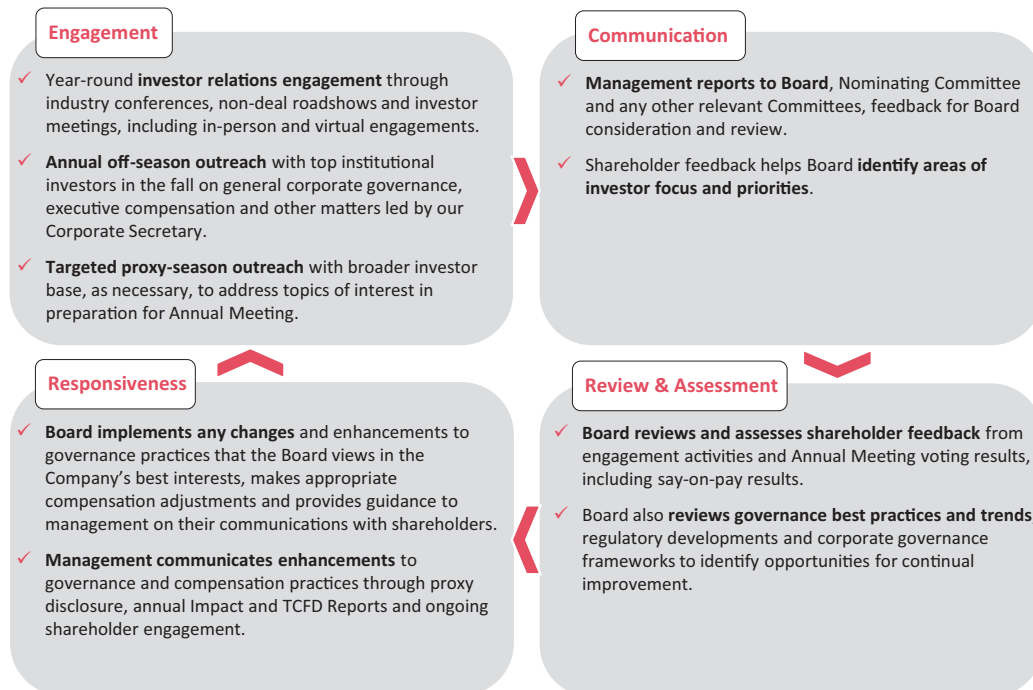 Engagement
✓ Year-round investor relations engagement through
industry conferences, non-deal roadshows and investor
meetings, including in-person and virtual engagements.
✓ Annual off-season outreach with top institutional
investors in the fall on general corporate governance,
executive compensation and other matters led by our
Corporate Secretary.
✓ Targeted proxy-season outreach with broader investor
base, as necessary, to address topics of interest in
preparation for Annual Meeting.
Communication
✓ Management reports to Board, Nominating Committee
and any other relevant Committees, feedback for Board
consideration and review.
✓ Shareholder feedback helps Board identify areas of
investor focus and priorities.
Responsiveness
✓ Board implements any changes and enhancements to
governance practices that the Board views in the
Company’s best interests, makes appropriate
compensation adjustments and provides guidance to
management on their communications with shareholders.
✓ Management communicates enhancements to
governance and compensation practices through proxy
disclosure, annual Impact and TCFD Reports and ongoing
shareholder engagement.
Review & Assessment
✓ Board reviews and assesses shareholder feedback from
engagement activities and Annual Meeting voting results,
including say-on-pay results.
✓ Board also reviews governance best practices and trends
regulatory developments and corporate governance
frameworks to identify opportunities for continual
improvement.